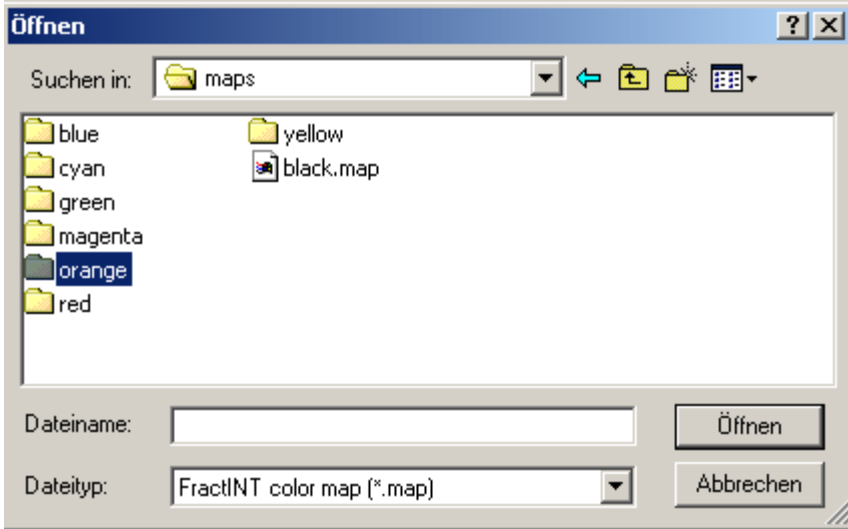 Öffnen
Suchen in: maps
blue
cyan
green
magenta
orange
red
yellow
black.map
Dateiname:
Öffnen
Dateityp: FractINT color map (*.map)
Abbrechen